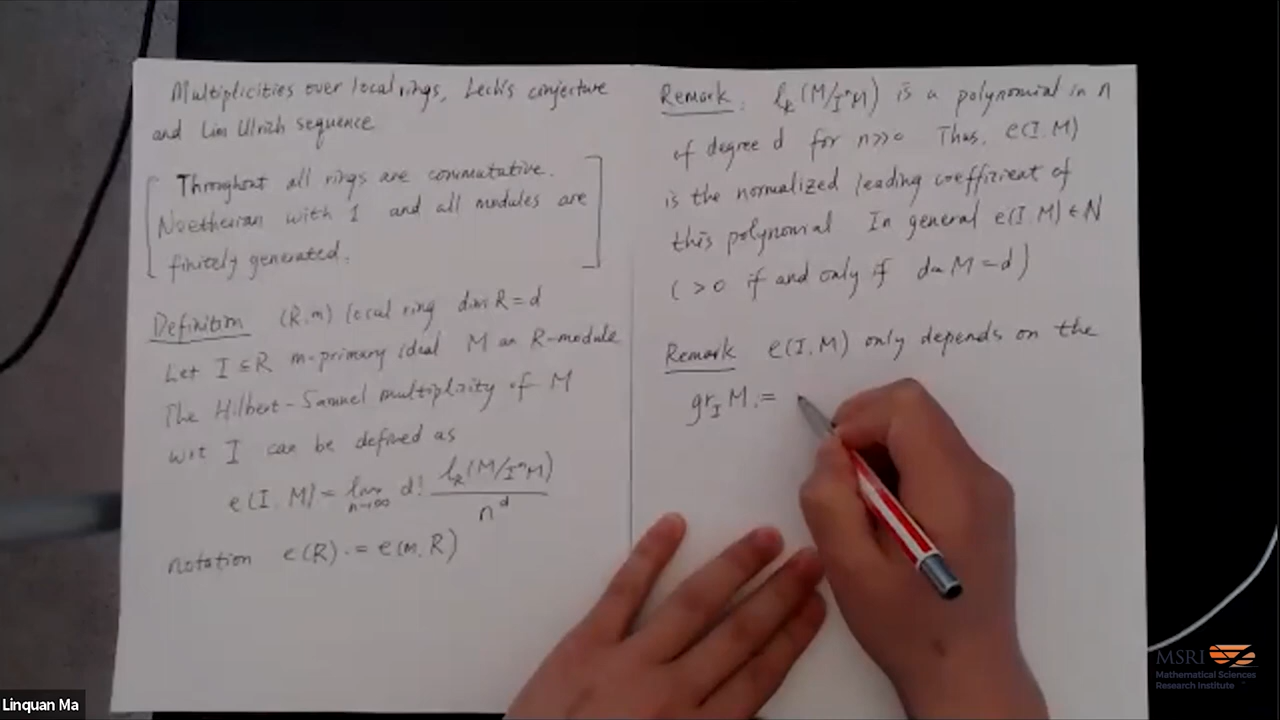 Multiplicities over local rings, Lech's conjecture
and Lim Ulrich sequence
Throughout all rings are commutative.
Noetherian with 1 and all modules are
finitely generated.
Definition (R.m) local ring dim R = d
Let I ⊆ R m-primary ideal M an R-module
The Hilbert-Samuel multiplicity of M
wrt I can be defined as
e(I.M) = lim_{n→∞} d! l_R(M/I^nM) / n^d
notation e(R) := e(m.R)
Remark: l_R(M/I^nM) is a polynomial in n
of degree d for n>>0 Thus, e(I.M)
is the normalized leading coefficient of
this polynomial In general e(I.M) ∈ N
( >0 if and only if dim M = d)
Remark e(I.M) only depends on the
gr_I M :=
Linquan Ma
MSRI
Mathematical Sciences
Research Institute